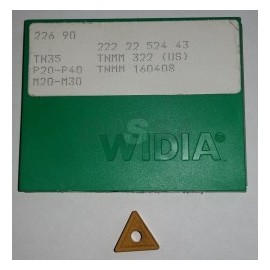 226 90
222 22 524 43
TN35 TNMM 322 (US)
P20-P40 TNMM 160408
M20-M30
WIDIA